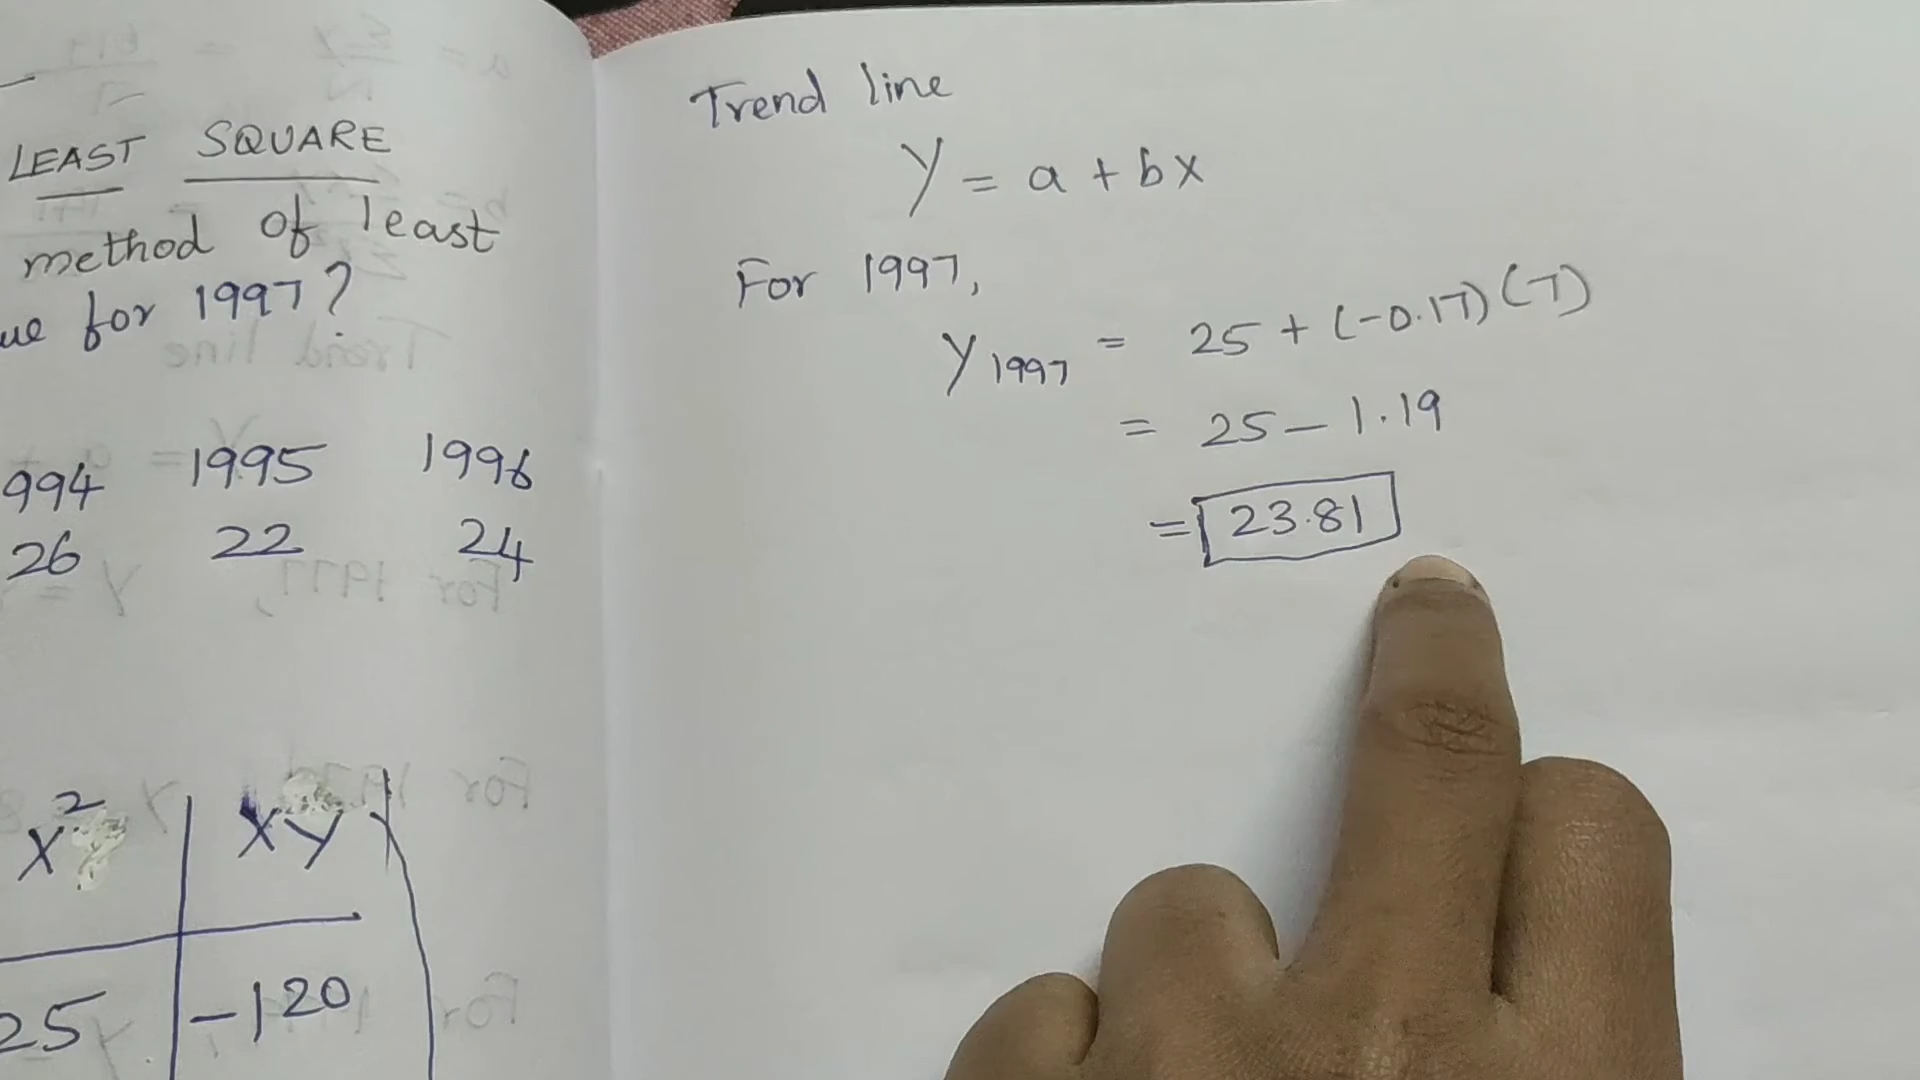 LEAST SQUARE
method of least
ue for 1997?
994 1995 1996
26 22 24
X² XY
25 -120
Trend line
Y = a + bx
For 1997,
Y1997 = 25 + (-0.17)(7)
= 25 - 1.19
= 23.81